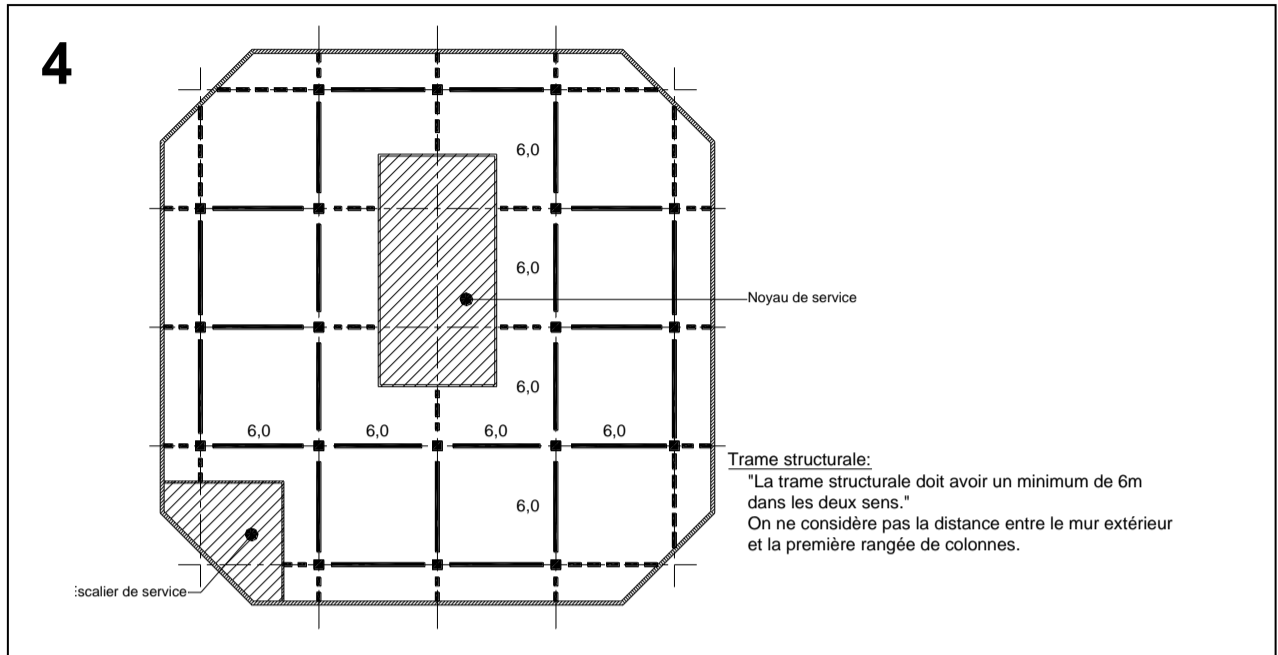 4
6,0
6,0
Noyau de service
6,0
6,0 6,0 6,0 6,0
Trame structurale:
"La trame structurale doit avoir un minimum de 6m
dans les deux sens."
On ne considère pas la distance entre le mur extérieur
et la première rangée de colonnes.
6,0
scalier de service